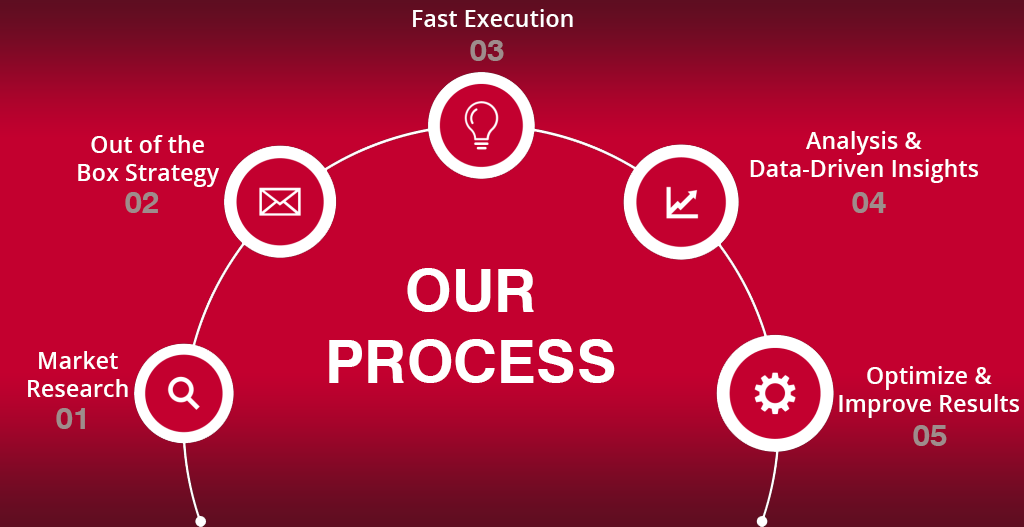 Fast Execution
03
Out of the
Box Strategy
02
Analysis &
Data-Driven Insights
04
OUR
PROCESS
Market
Research
01
Optimize &
Improve Results
05